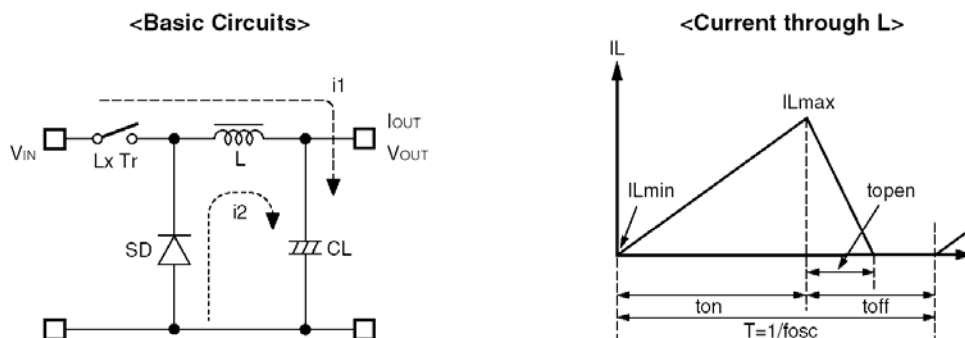 <Basic Circuits>
i1
VIN
Lx Tr
L
IOUT
VOUT
i2
SD
CL
<Current through L>
IL
ILmax
ILmin
topen
ton
toff
T=1/fosc